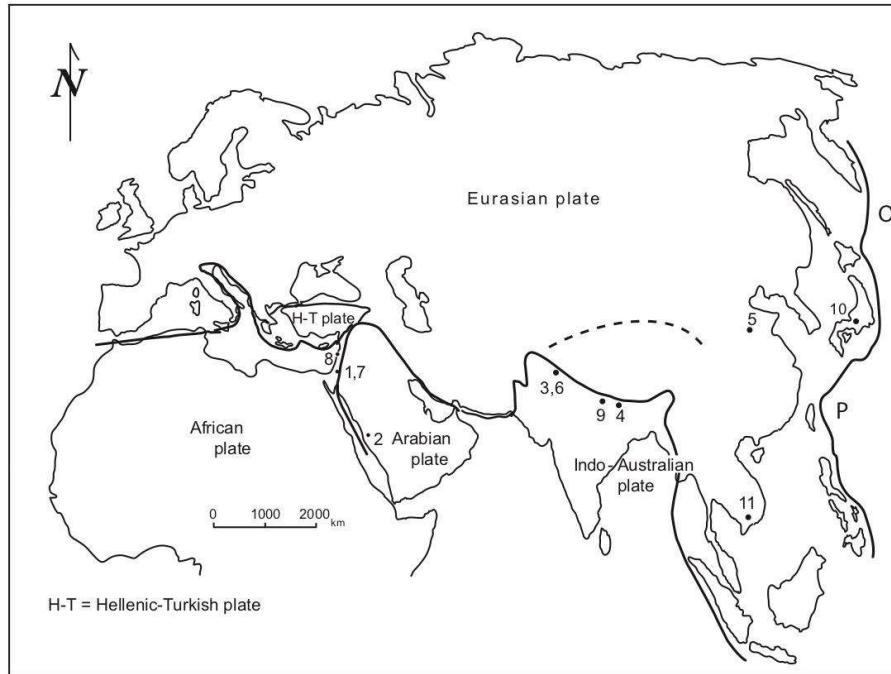 N
Eurasian plate
O
H-T plate
10
5
8
1,7
3,6
P
9
4
African
plate
2
Arabian
plate
Indo-Australian
plate
11
0 1000 2000 km
H-T = Hellenic-Turkish plate